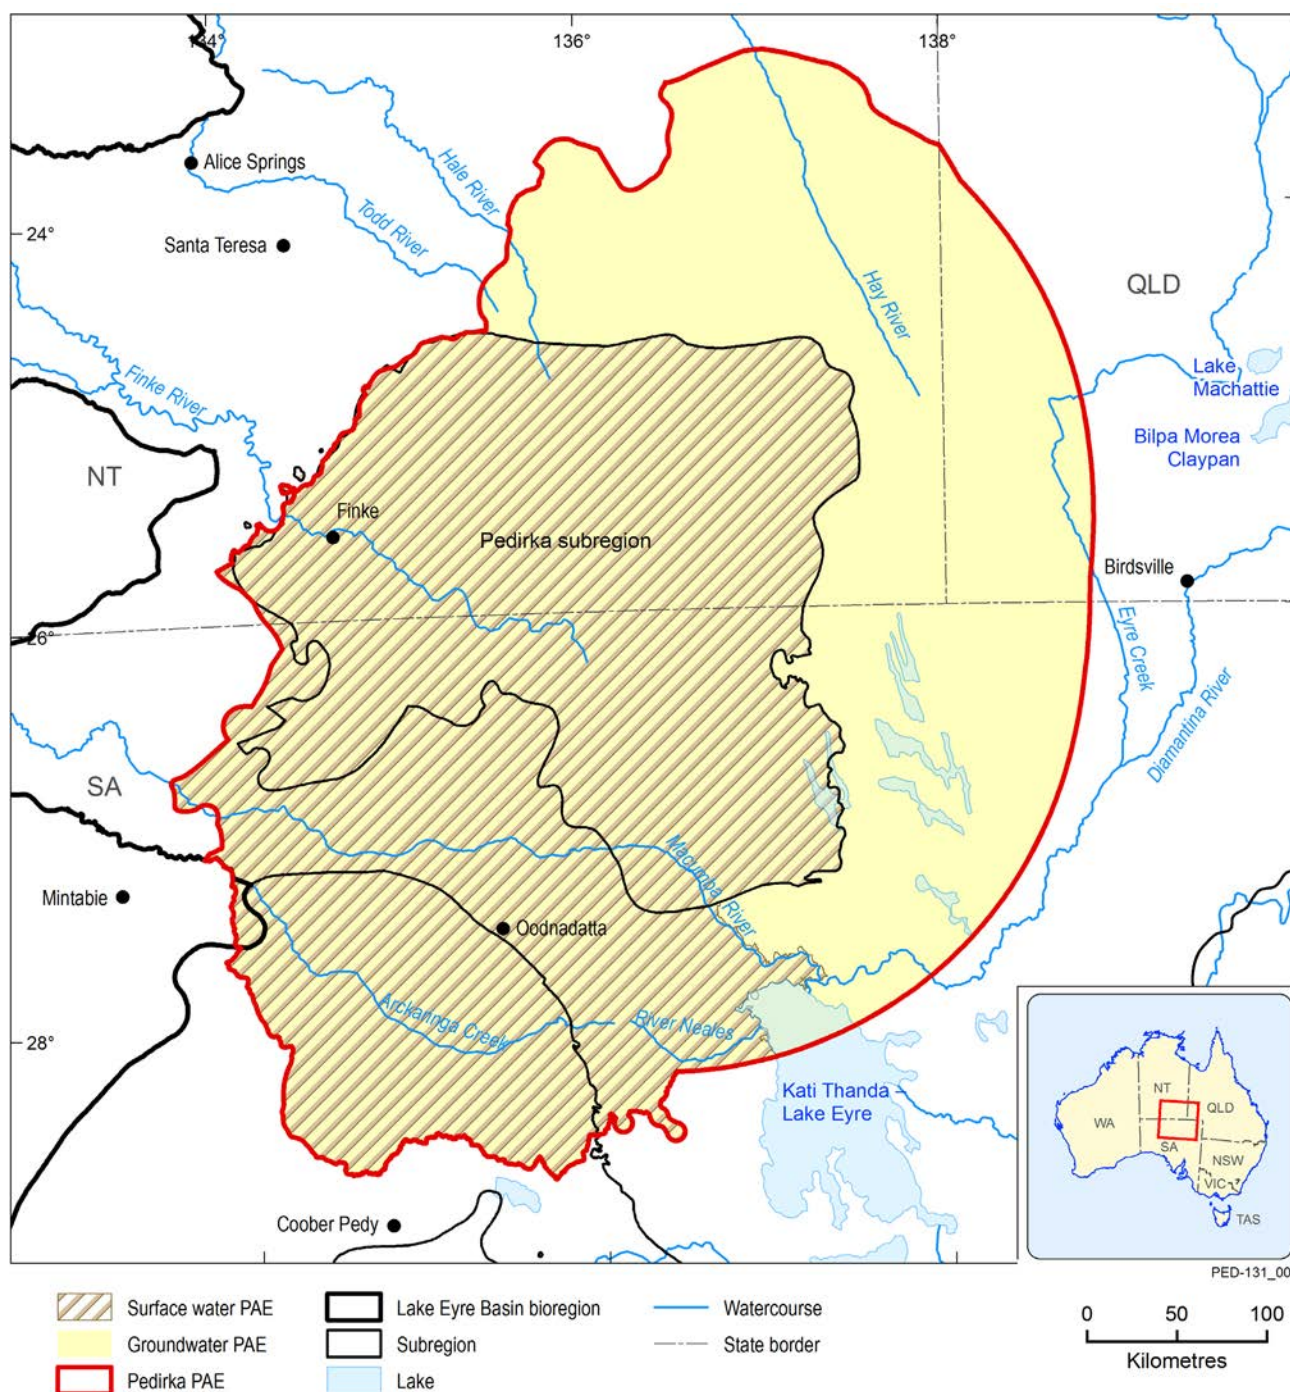 134°
136°
138°
Alice Springs
Hale River
Todd River
Santa Teresa
24°
QLD
Hay River
Lake
Machattie
Finke River
Bilpa Morea
Claypan
NT
Finke
Pedirka subregion
Birdsville
26°
Eyre Creek
Diamantina River
SA
Macumba River
Mintabie
Oodnadatta
Arckaringa Creek
River Neales
28°
Kati Thanda –
Lake Eyre
Coober Pedy
NT
QLD
WA
SA
NSW
VIC
TAS
PED-131_00
Surface water PAE
Lake Eyre Basin bioregion
Watercourse
0 50 100
Groundwater PAE
Subregion
State border
Kilometres
Pedirka PAE
Lake